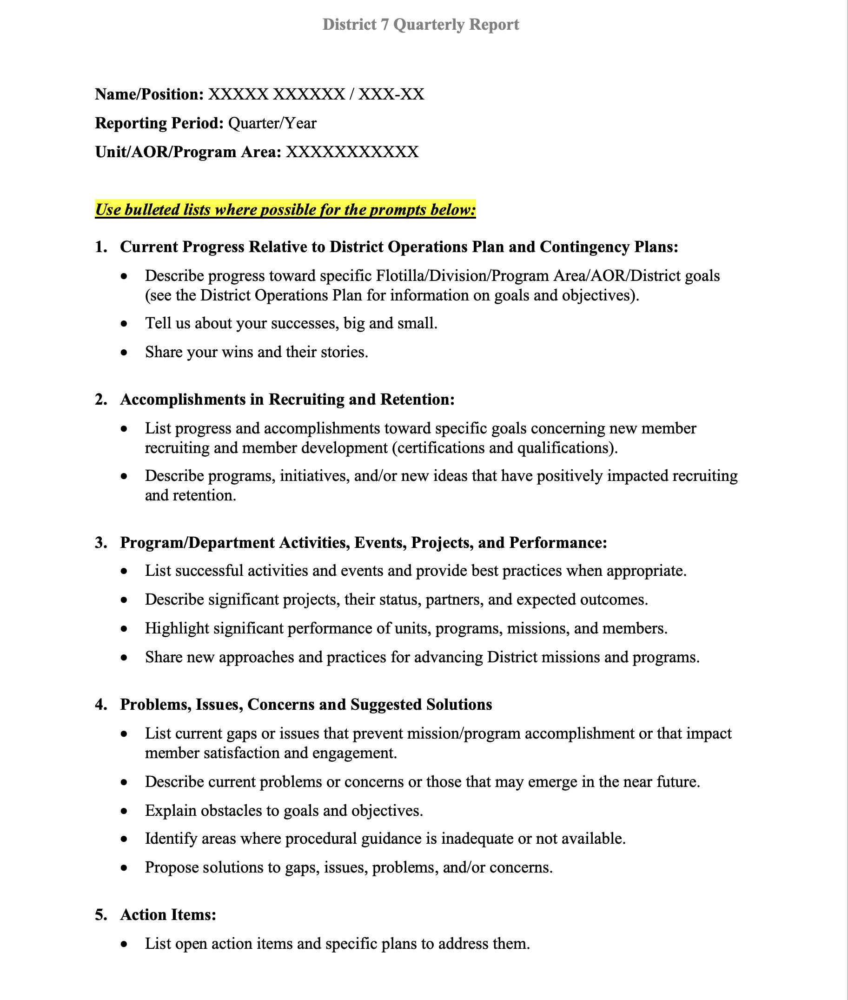 District 7 Quarterly Report
Name/Position: XXXXX XXXXXX / XXX-XX
Reporting Period: Quarter/Year
Unit/AOR/Program Area: XXXXXXXXXXX
Use bulleted lists where possible for the prompts below:
1. Current Progress Relative to District Operations Plan and Contingency Plans:
• Describe progress toward specific Flotilla/Division/Program Area/AOR/District goals
(see the District Operations Plan for information on goals and objectives).
• Tell us about your successes, big and small.
• Share your wins and their stories.
2. Accomplishments in Recruiting and Retention:
• List progress and accomplishments toward specific goals concerning new member
recruiting and member development (certifications and qualifications).
• Describe programs, initiatives, and/or new ideas that have positively impacted recruiting
and retention.
3. Program/Department Activities, Events, Projects, and Performance:
• List successful activities and events and provide best practices when appropriate.
• Describe significant projects, their status, partners, and expected outcomes.
• Highlight significant performance of units, programs, missions, and members.
• Share new approaches and practices for advancing District missions and programs.
4. Problems, Issues, Concerns and Suggested Solutions
• List current gaps or issues that prevent mission/program accomplishment or that impact
member satisfaction and engagement.
• Describe current problems or concerns or those that may emerge in the near future.
• Explain obstacles to goals and objectives.
• Identify areas where procedural guidance is inadequate or not available.
• Propose solutions to gaps, issues, problems, and/or concerns.
5. Action Items:
• List open action items and specific plans to address them.